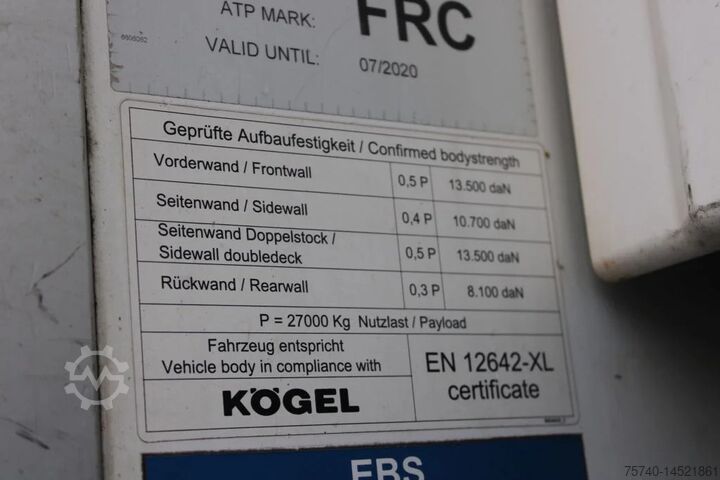 ATP MARK: FRC
6606062
VALID UNTIL: 07/2020
Geprüfte Aufbaufestigkeit / Confirmed bodystrength
Vorderwand / Frontwall 0,5 P 13.500 daN
Seitenwand / Sidewall 0,4 P 10.700 daN
Seitenwand Doppelstock /
Sidewall doubledeck 0,5 P 13.500 daN
Rückwand / Rearwall 0,3 P 8.100 daN
P = 27000 Kg Nutzlast / Payload
Fahrzeug entspricht
Vehicle body in compliance with
KÖGEL
EN 12642-XL
certificate
EBS
75740-14521861